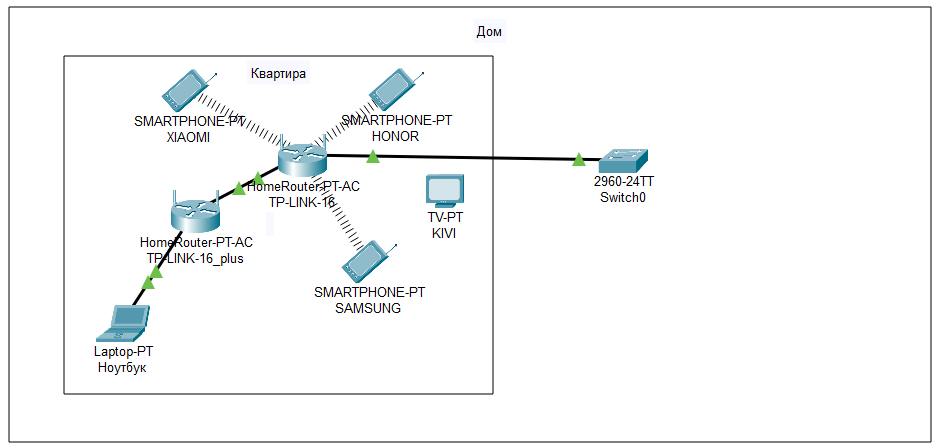 Дом
Квартира
SMARTPHONE-PT
XIAOMI
SMARTPHONE-PT
HONOR
HomeRouter-PT-AC
TP-LINK-16
2960-24TT
Switch0
TV-PT
KIVI
HomeRouter-PT-AC
TP-LINK-16_plus
SMARTPHONE-PT
SAMSUNG
Laptop-PT
Ноутбук